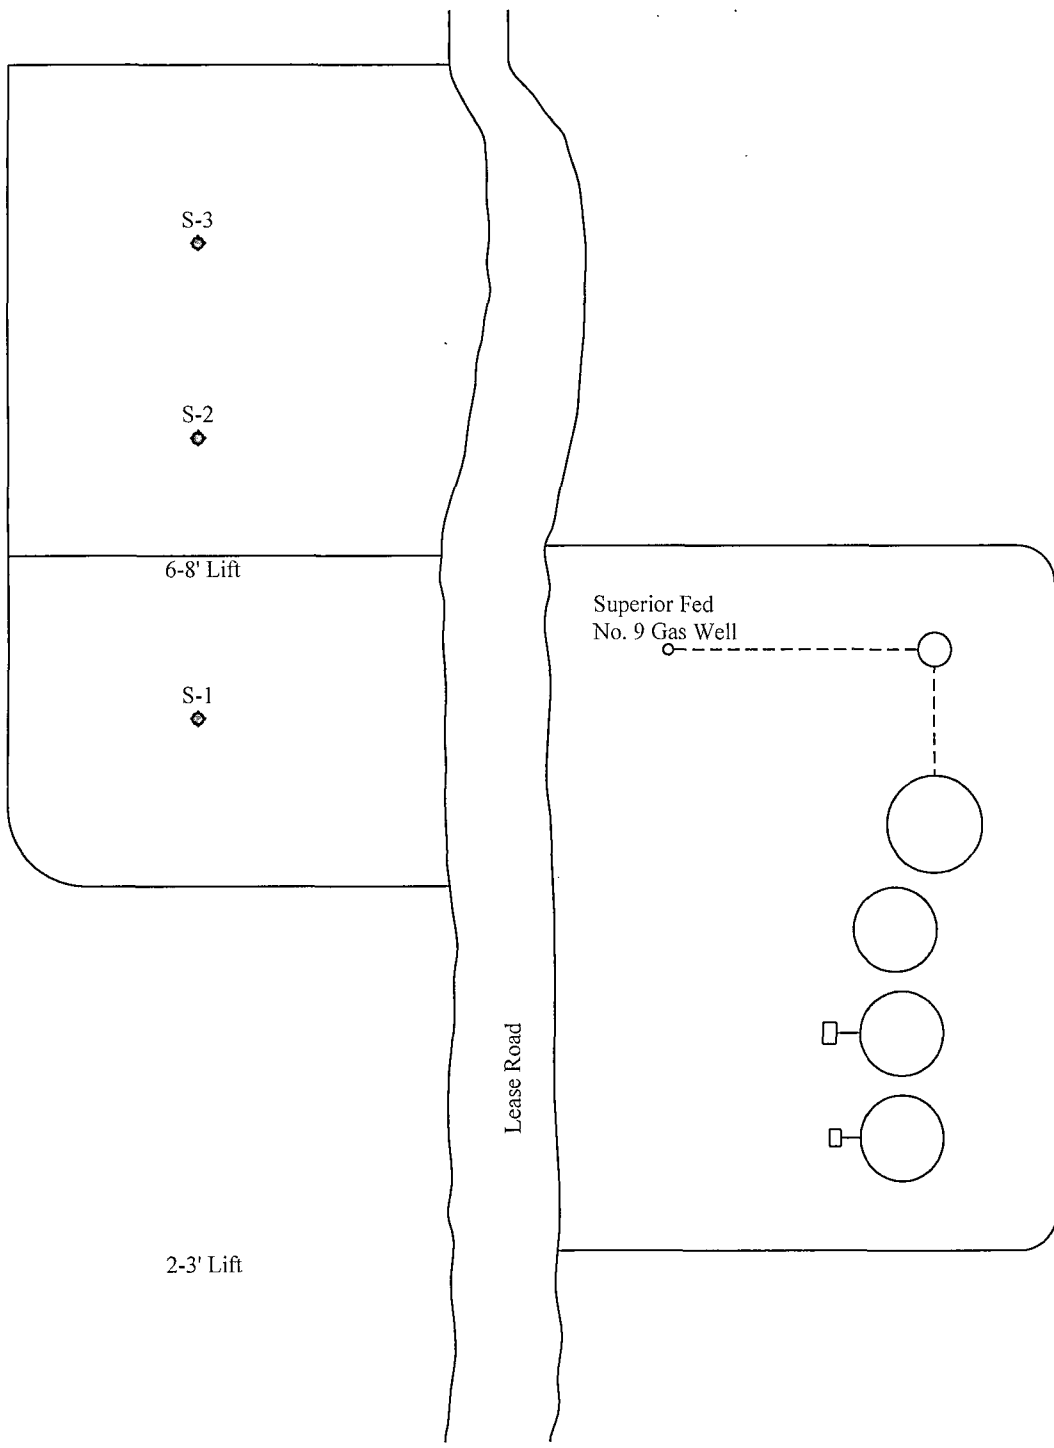 S-3
S-2
6-8' Lift
Superior Fed
No. 9 Gas Well
S-1
Lease Road
2-3' Lift